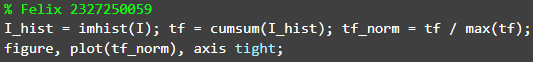 % Felix 2327250059
I_hist = imhist(I); tf = cumsum(I_hist); tf_norm = tf / max(tf);
figure, plot(tf_norm), axis tight;